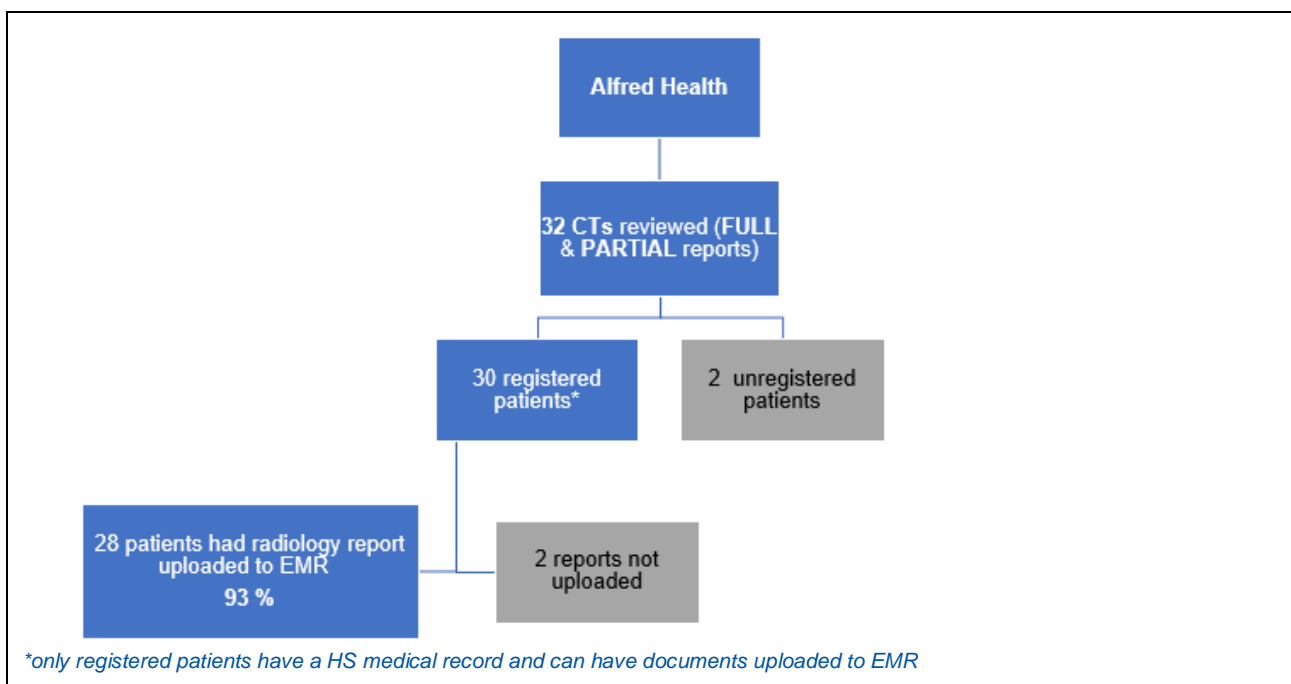 Alfred Health
32 CTs reviewed (FULL
& PARTIAL reports)
30 registered
patients*
2 unregistered
patients
28 patients had radiology report
uploaded to EMR
93 %
2 reports not
uploaded
*only registered patients have a HS medical record and can have documents uploaded to EMR